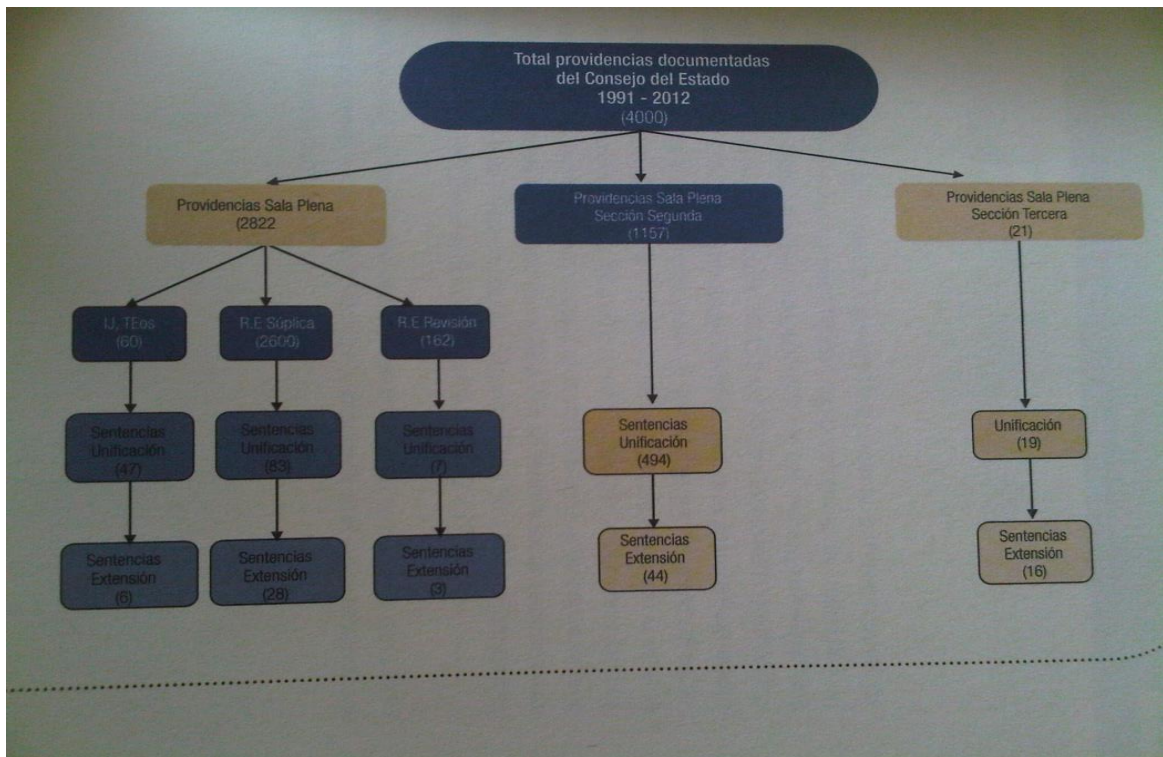 Total providencias documentadas
del Consejo del Estado
1991 - 2012
(4000)
Providencias Sala Plena
(2822
Providencias Sala Plena
Sección Segunda
(1157)
Providencias Sala Plena
Sección Tercera
(21)
IJ, TEos
(60)
R.E Súplica
(2600)
R.E Revisión
(162)
Sentencias
Unificación
(47)
Sentencias
Unificación
(83)
Sentencias
Unificación
(7)
Sentencias
Unificación
(494)
Unificación
(19)
Sentencias
Extensión
(6)
Sentencias
Extensión
(28)
Sentencias
Extensión
(3)
Sentencias
Extensión
(44)
Sentencias
Extensión
(16)